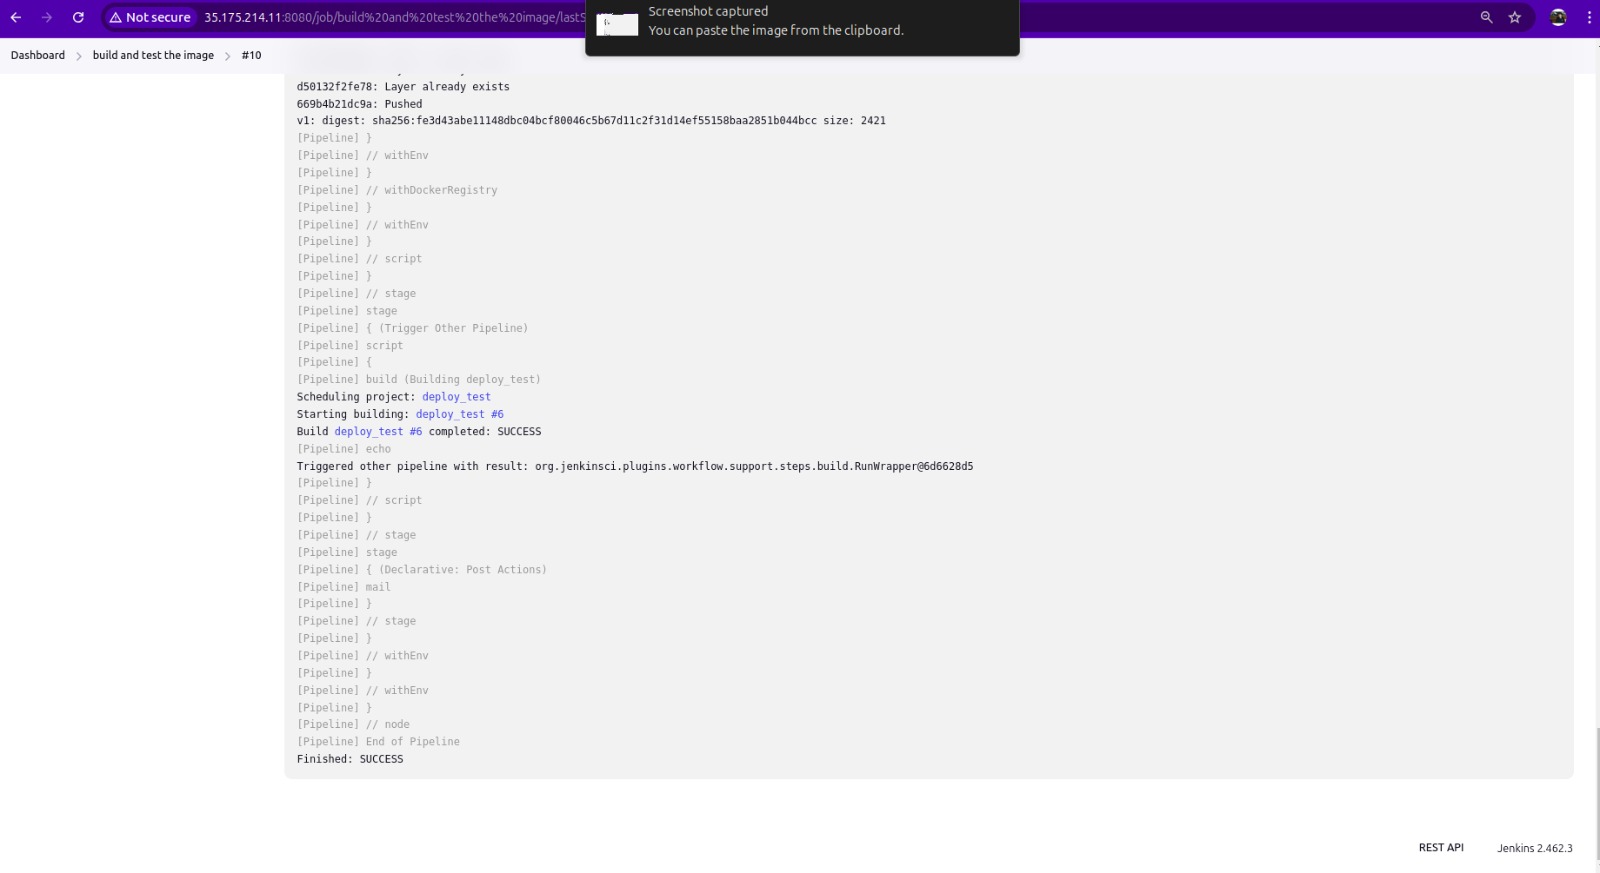 Not secure
35.175.214.11:8080/job/build%20and%20test%20the%20image/lastS
Screenshot captured
You can paste the image from the clipboard.
Dashboard
build and test the image
#10
d50132f2fe78: Layer already exists
669b4b21dc9a: Pushed
v1: digest: sha256:fe3d43abe11148dbc04bcf80046c5b67d11c2f31d14ef55158baa2851b044bcc size: 2421
[Pipeline] }
[Pipeline] // withEnv
[Pipeline] }
[Pipeline] // withDockerRegistry
[Pipeline] }
[Pipeline] // withEnv
[Pipeline] }
[Pipeline] // script
[Pipeline] }
[Pipeline] // stage
[Pipeline] stage
[Pipeline] { (Trigger Other Pipeline)
[Pipeline] script
[Pipeline] {
[Pipeline] build (Building deploy_test)
Scheduling project: deploy_test
Starting building: deploy_test #6
Build deploy_test #6 completed: SUCCESS
[Pipeline] echo
Triggered other pipeline with result: org.jenkinsci.plugins.workflow.support.steps.build.RunWrapper@6d6628d5
[Pipeline] }
[Pipeline] // script
[Pipeline] }
[Pipeline] // stage
[Pipeline] stage
[Pipeline] { (Declarative: Post Actions)
[Pipeline] mail
[Pipeline] }
[Pipeline] // stage
[Pipeline] }
[Pipeline] // withEnv
[Pipeline] }
[Pipeline] // withEnv
[Pipeline] }
[Pipeline] // node
[Pipeline] End of Pipeline
Finished: SUCCESS
REST API
Jenkins 2.462.3